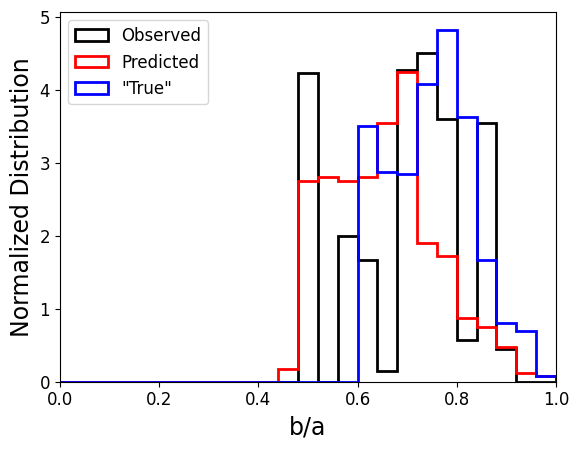 Observed
Predicted
"True"
Normalized Distribution
5
4
3
2
1
0
0.0 0.2 0.4 0.6 0.8 1.0
b/a